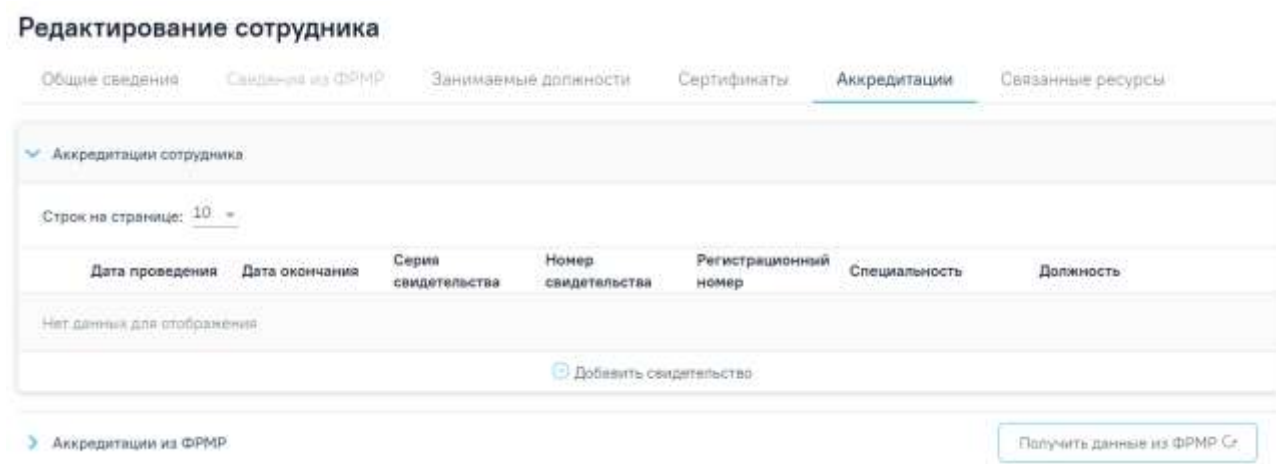 Редактирование сотрудника
Общие сведения Сведения из ФРМР Занимаемые должности Сертификаты Аккредитации Связанные ресурсы
Аккредитации сотрудника
Строк на странице: 10
Дата проведения Дата окончания Серия свидетельства Номер свидетельства Регистрационный номер Специальность Должность
Нет данных для отображения
Добавить свидетельство
Аккредитации из ФРМР Получить данные из ФРМР